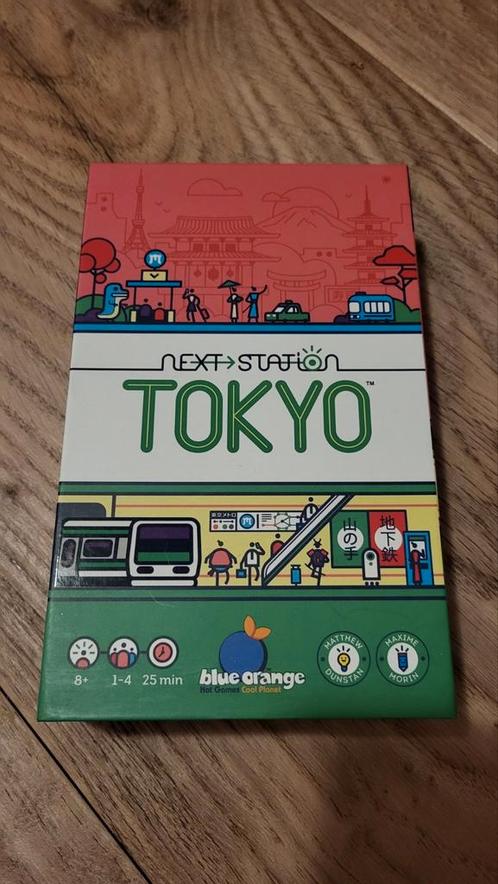 M
NEXT STATION
TOKYO™
M
山の手
地下鉄
8+
1-4
25 min
blue orange
Hot Games Cool Planet
MATTHEW DUNSTAN
MAXIME MORIN